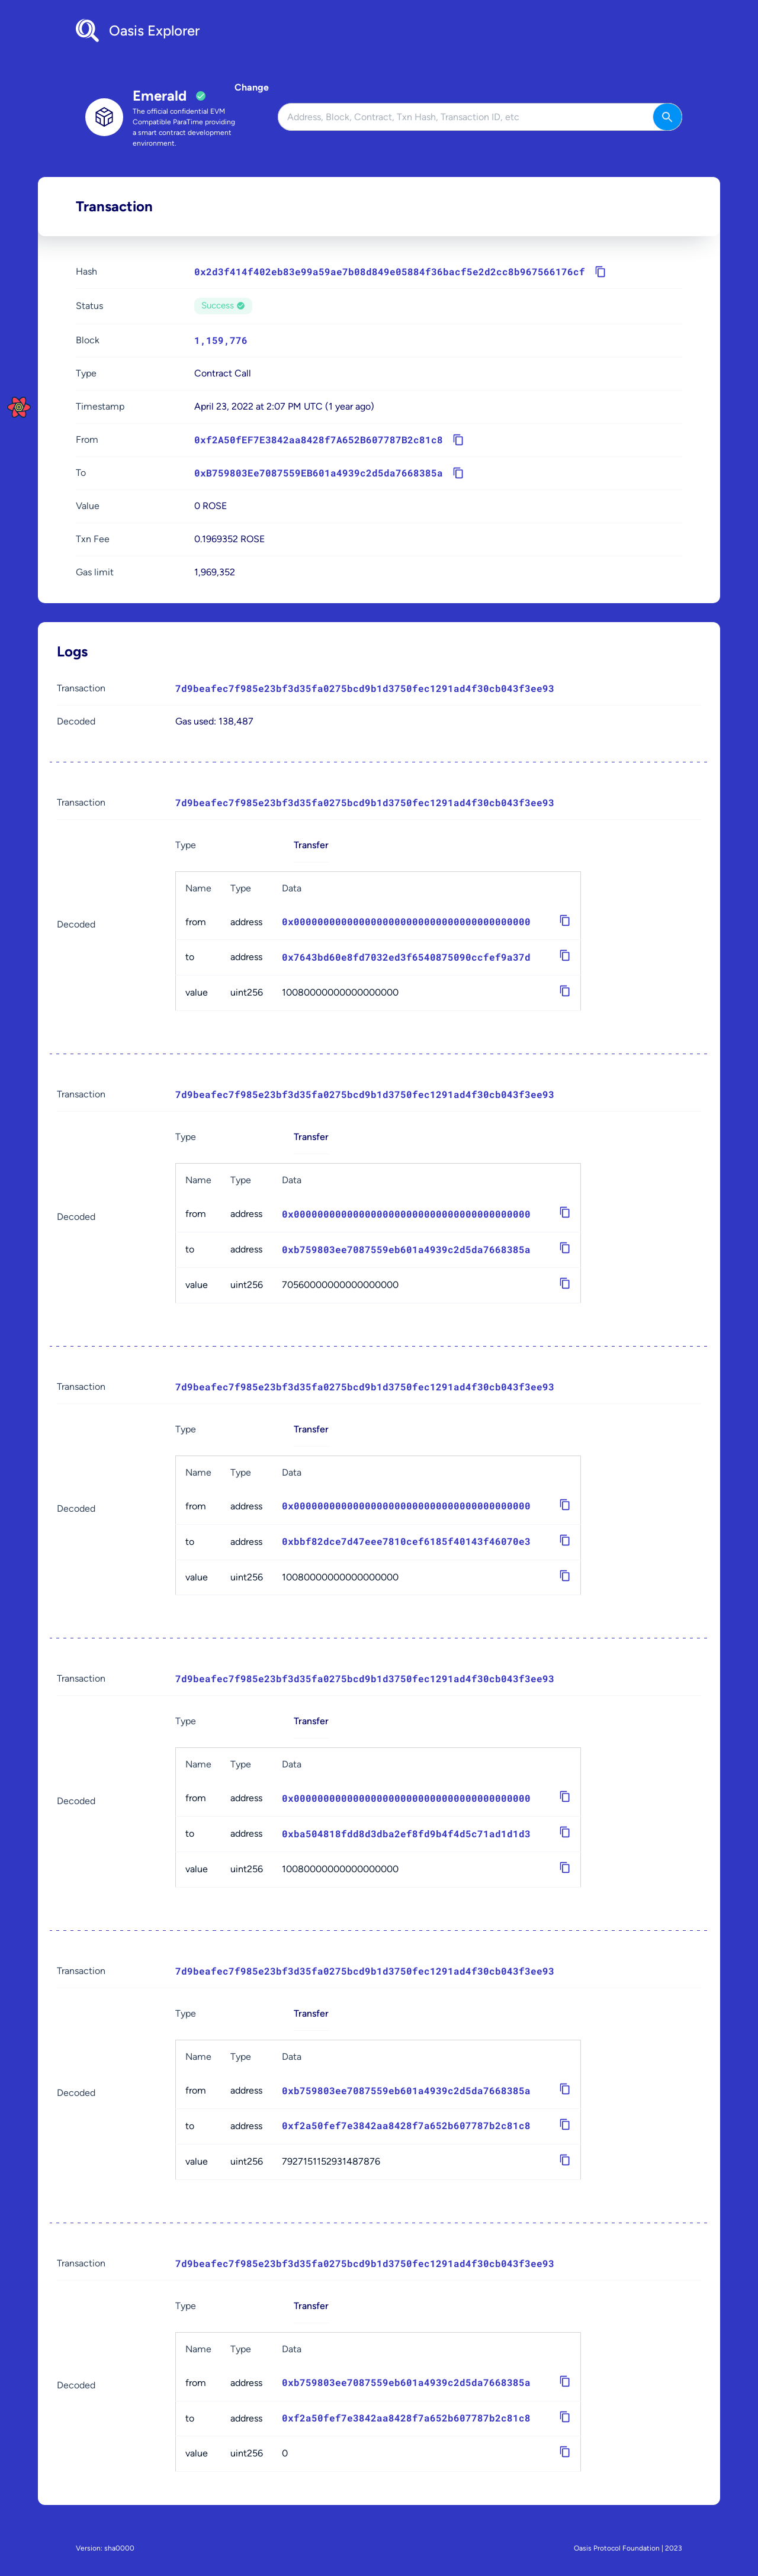 Oasis Explorer
Emerald
Change
The official confidential EVM
Compatible ParaTime providing
a smart contract development
environment.
Address, Block, Contract, Txn Hash, Transaction ID, etc
Transaction
Hash 0x2d3f414f402eb83e99a59ae7b08d849e05884f36bacf5e2d2cc8b967566176cf
Status Success
Block 1,159,776
Type Contract Call
Timestamp April 23, 2022 at 2:07 PM UTC (1 year ago)
From 0xf2A50fEF7E3842aa8428f7A652B607787B2c81c8
To 0xB759803Ee7087559EB601a4939c2d5da7668385a
Value 0 ROSE
Txn Fee 0.1969352 ROSE
Gas limit 1,969,352
Logs
Transaction 7d9beafec7f985e23bf3d35fa0275bcd9b1d3750fec1291ad4f30cb043f3ee93
Decoded Gas used: 138,487
Transaction 7d9beafec7f985e23bf3d35fa0275bcd9b1d3750fec1291ad4f30cb043f3ee93
Type Transfer
Name Type Data
Decoded
from address 0x0000000000000000000000000000000000000000
to address 0x7643bd60e8fd7032ed3f6540875090ccfef9a37d
value uint256 10080000000000000000
Transaction 7d9beafec7f985e23bf3d35fa0275bcd9b1d3750fec1291ad4f30cb043f3ee93
Type Transfer
Name Type Data
Decoded
from address 0x0000000000000000000000000000000000000000
to address 0xb759803ee7087559eb601a4939c2d5da7668385a
value uint256 70560000000000000000
Transaction 7d9beafec7f985e23bf3d35fa0275bcd9b1d3750fec1291ad4f30cb043f3ee93
Type Transfer
Name Type Data
Decoded
from address 0x0000000000000000000000000000000000000000
to address 0xbbf82dce7d47eee7810cef6185f40143f46070e3
value uint256 10080000000000000000
Transaction 7d9beafec7f985e23bf3d35fa0275bcd9b1d3750fec1291ad4f30cb043f3ee93
Type Transfer
Name Type Data
Decoded
from address 0x0000000000000000000000000000000000000000
to address 0xba504818fdd8d3dba2ef8fd9b4f4d5c71ad1d1d3
value uint256 10080000000000000000
Transaction 7d9beafec7f985e23bf3d35fa0275bcd9b1d3750fec1291ad4f30cb043f3ee93
Type Transfer
Name Type Data
Decoded
from address 0xb759803ee7087559eb601a4939c2d5da7668385a
to address 0xf2a50fef7e3842aa8428f7a652b607787b2c81c8
value uint256 7927151152931487876
Transaction 7d9beafec7f985e23bf3d35fa0275bcd9b1d3750fec1291ad4f30cb043f3ee93
Type Transfer
Name Type Data
Decoded
from address 0xb759803ee7087559eb601a4939c2d5da7668385a
to address 0xf2a50fef7e3842aa8428f7a652b607787b2c81c8
value uint256 0
Version: sha0000
Oasis Protocol Foundation | 2023